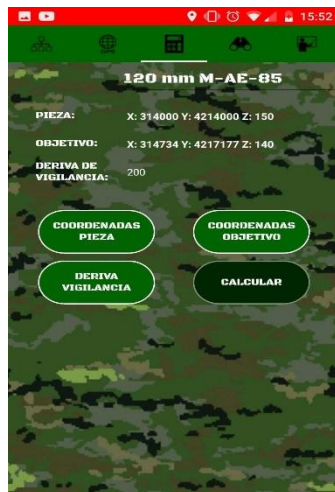 15:52
120 mm M-AE-85
PIEZA: X: 314000 Y: 4214000 Z: 150
OBJETIVO: X: 314734 Y: 4217177 Z: 140
DERIVA DE
VIGILANCIA: 200
COORDENADAS
PIEZA
COORDENADAS
OBJETIVO
DERIVA
VIGILANCIA
CALCULAR